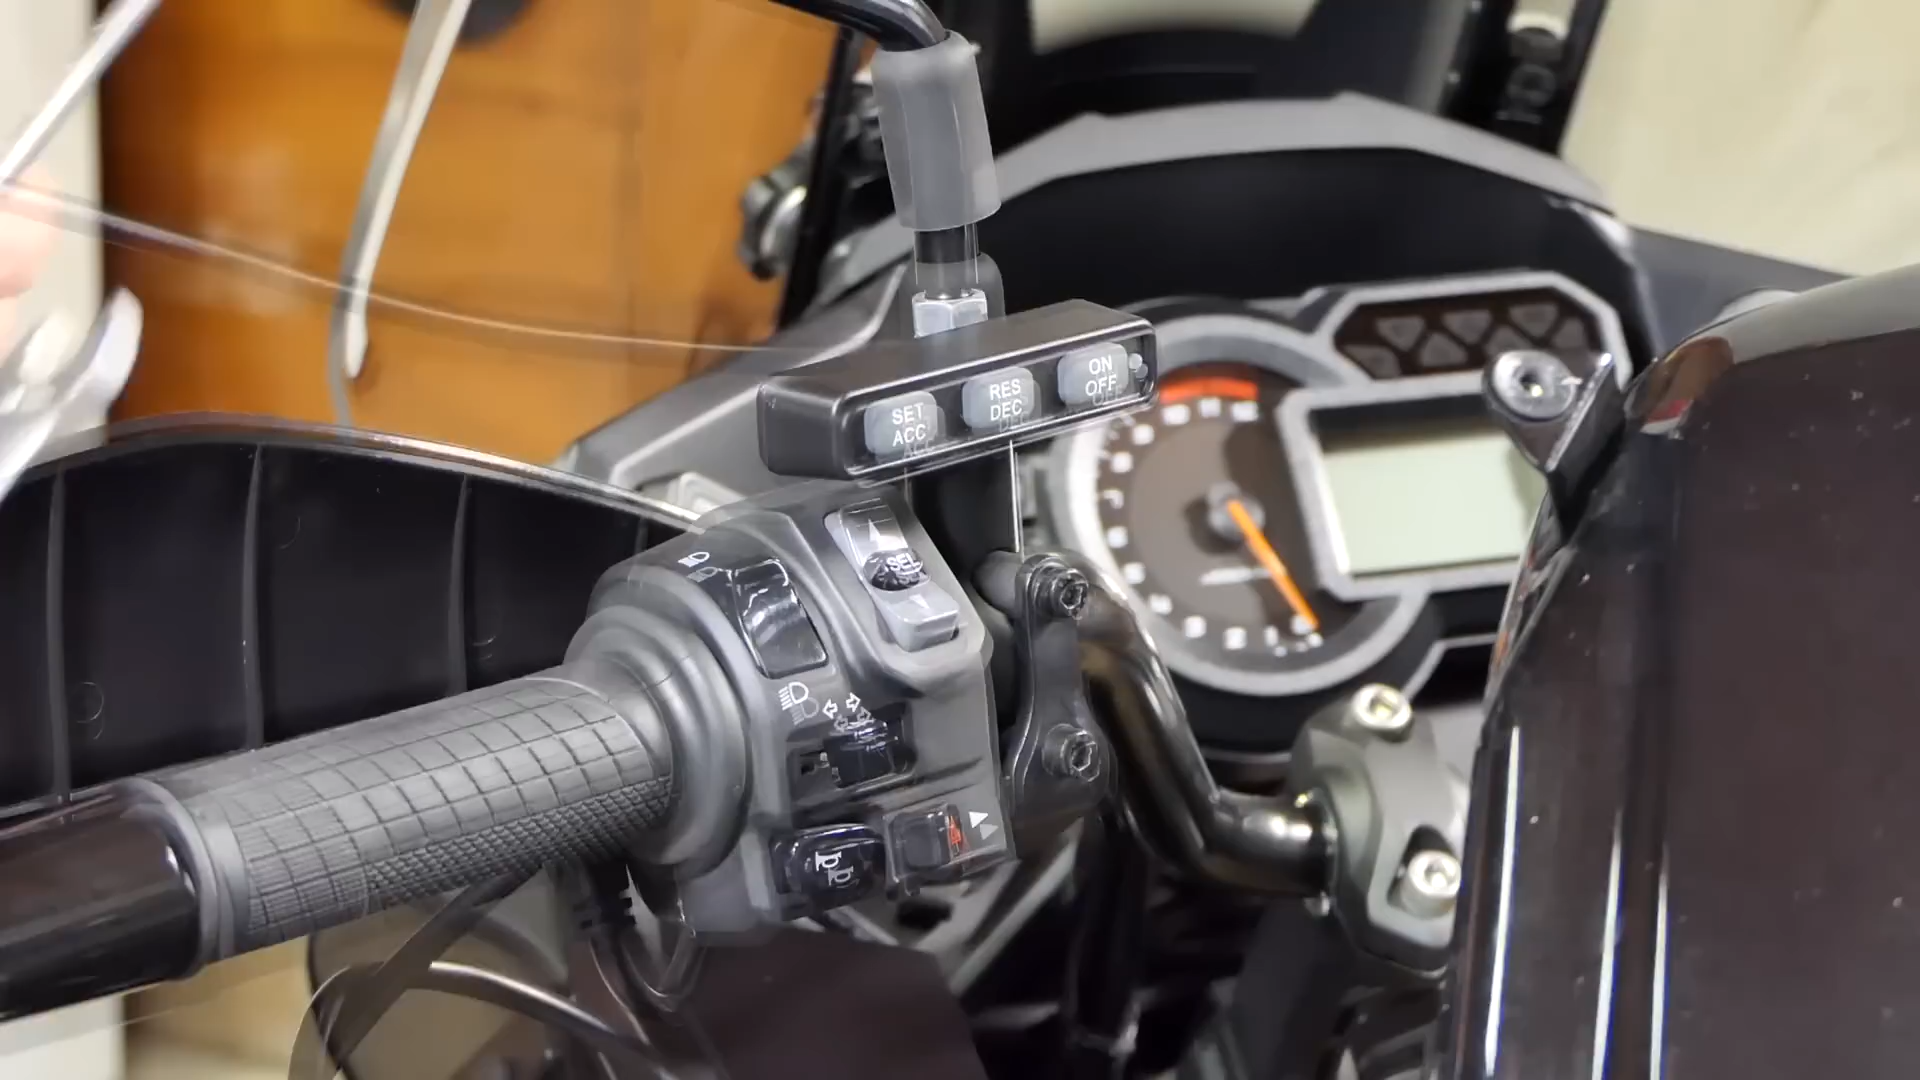 ON
OFF
RES
DEC
SET
ACC
SEL